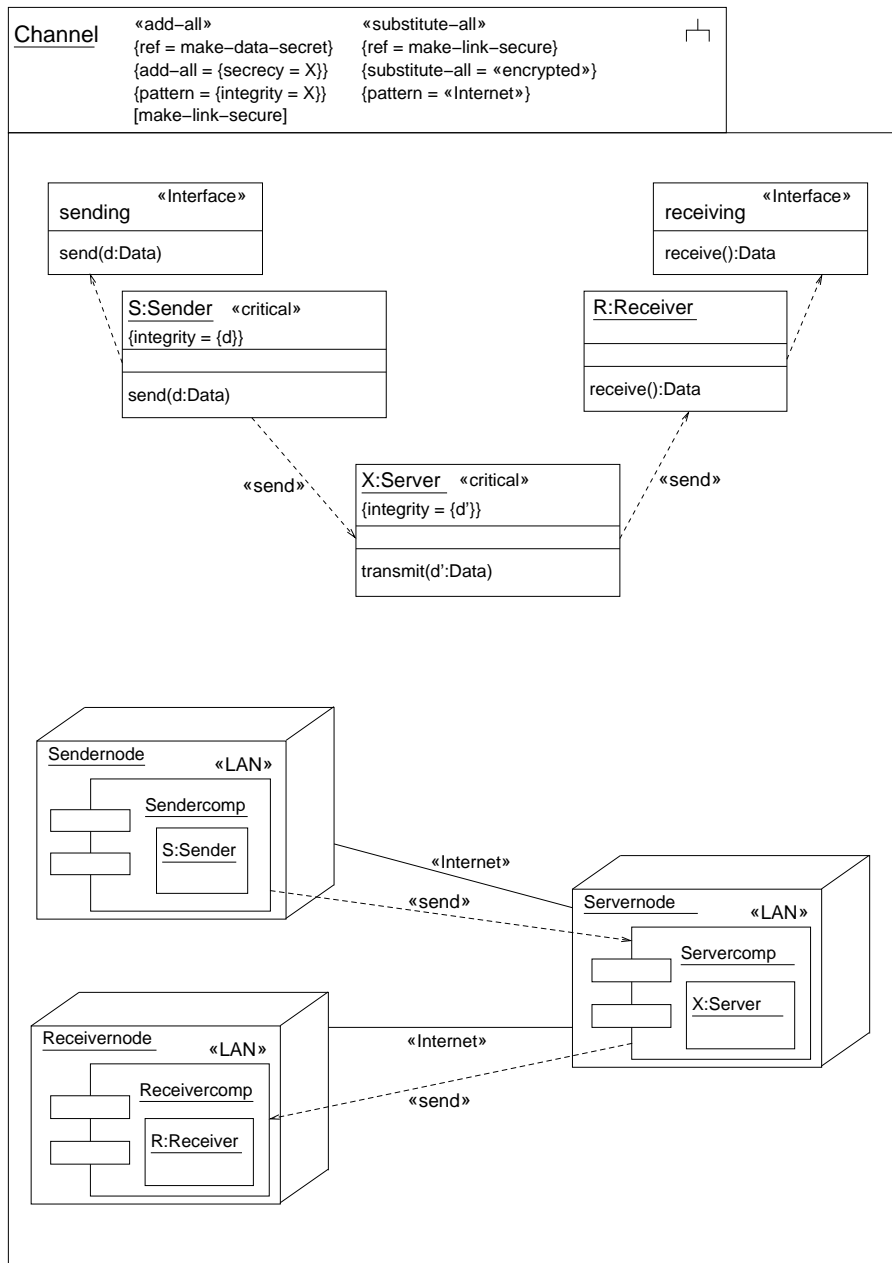 Channel
«add−all»
{ref = make−data−secret}
{add−all = {secrecy = X}}
{pattern = {integrity = X}}
[make−link−secure]
«substitute−all»
{ref = make−link−secure}
{substitute−all = «encrypted»}
{pattern = «Internet»}
«Interface»
sending
send(d:Data)
«Interface»
receiving
receive():Data
S:Sender «critical»
{integrity = {d}}
send(d:Data)
R:Receiver
receive():Data
«send»
X:Server «critical»
{integrity = {d'}}
transmit(d':Data)
«send»
Sendernode
«LAN»
Sendercomp
S:Sender
«Internet»
«send»
Servernode
«LAN»
Servercomp
X:Server
Receivernode
«LAN»
Receivercomp
R:Receiver
«Internet»
«send»